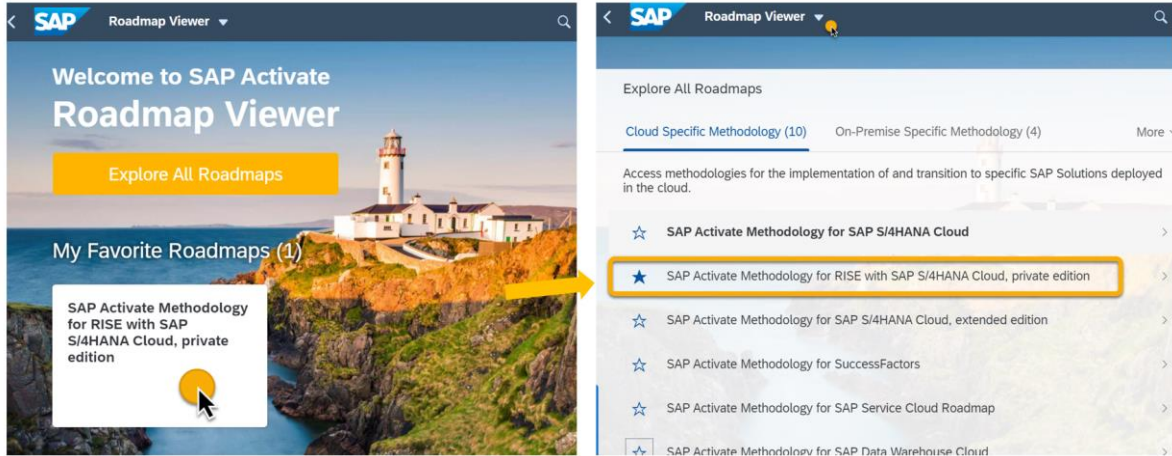 SAP Roadmap Viewer
Welcome to SAP Activate
Roadmap Viewer
Explore All Roadmaps
My Favorite Roadmaps (1)
SAP Activate Methodology
for RISE with SAP
S/4HANA Cloud, private
edition
SAP Roadmap Viewer
Explore All Roadmaps
Cloud Specific Methodology (10) On-Premise Specific Methodology (4) More
Access methodologies for the implementation of and transition to specific SAP Solutions deployed
in the cloud.
SAP Activate Methodology for SAP S/4HANA Cloud
SAP Activate Methodology for RISE with SAP S/4HANA Cloud, private edition
SAP Activate Methodology for SAP S/4HANA Cloud, extended edition
SAP Activate Methodology for SuccessFactors
SAP Activate Methodology for SAP Service Cloud Roadmap
SAP Activate Methodology for SAP Data Warehouse Cloud